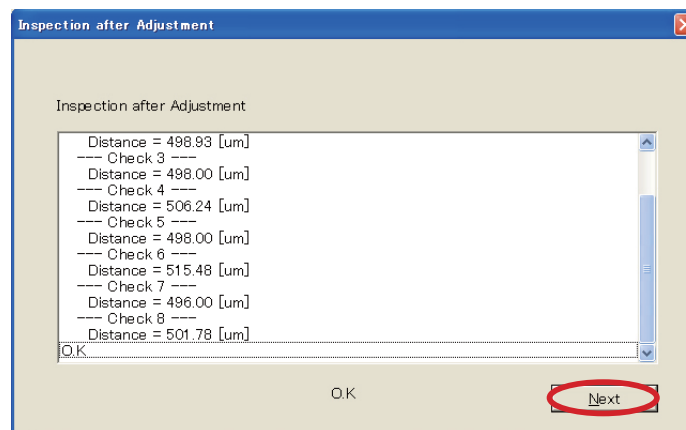 Inspection after Adjustment
Inspection after Adjustment
Distance = 498.93 [um]
--- Check 3 ---
Distance = 498.00 [um]
--- Check 4 ---
Distance = 506.24 [um]
--- Check 5 ---
Distance = 498.00 [um]
--- Check 6 ---
Distance = 515.48 [um]
--- Check 7 ---
Distance = 496.00 [um]
--- Check 8 ---
Distance = 501.78 [um]
O.K
O.K
Next